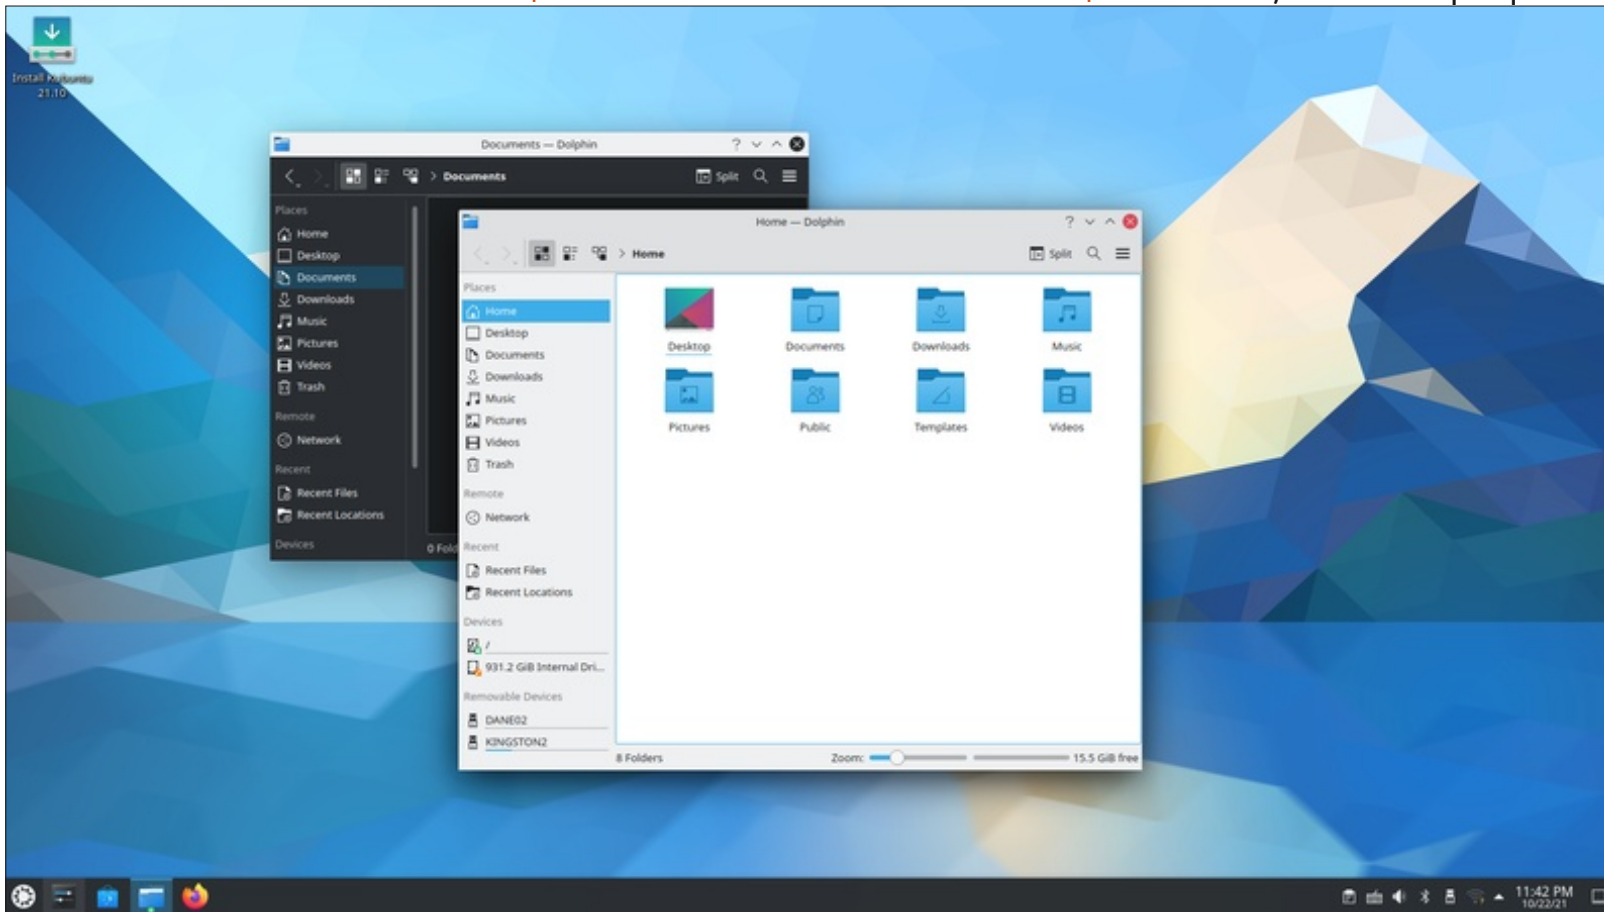 Install Kubuntu
21.10
Documents — Dolphin
Documents
Split
Places
Home
Desktop
Documents
Downloads
Music
Pictures
Videos
Trash
Remote
Network
Recent
Recent Files
Recent Locations
Devices
0 Fold
Home — Dolphin
Home
Split
Places
Home
Desktop
Documents
Downloads
Music
Pictures
Videos
Trash
Remote
Network
Recent
Recent Files
Recent Locations
Devices
/
931.2 GiB Internal Dri...
Removable Devices
DANE02
KINGSTON2
Desktop Documents Downloads Music
Pictures Public Templates Videos
8 Folders Zoom: 15.5 GiB free
11:42 PM
10/22/21